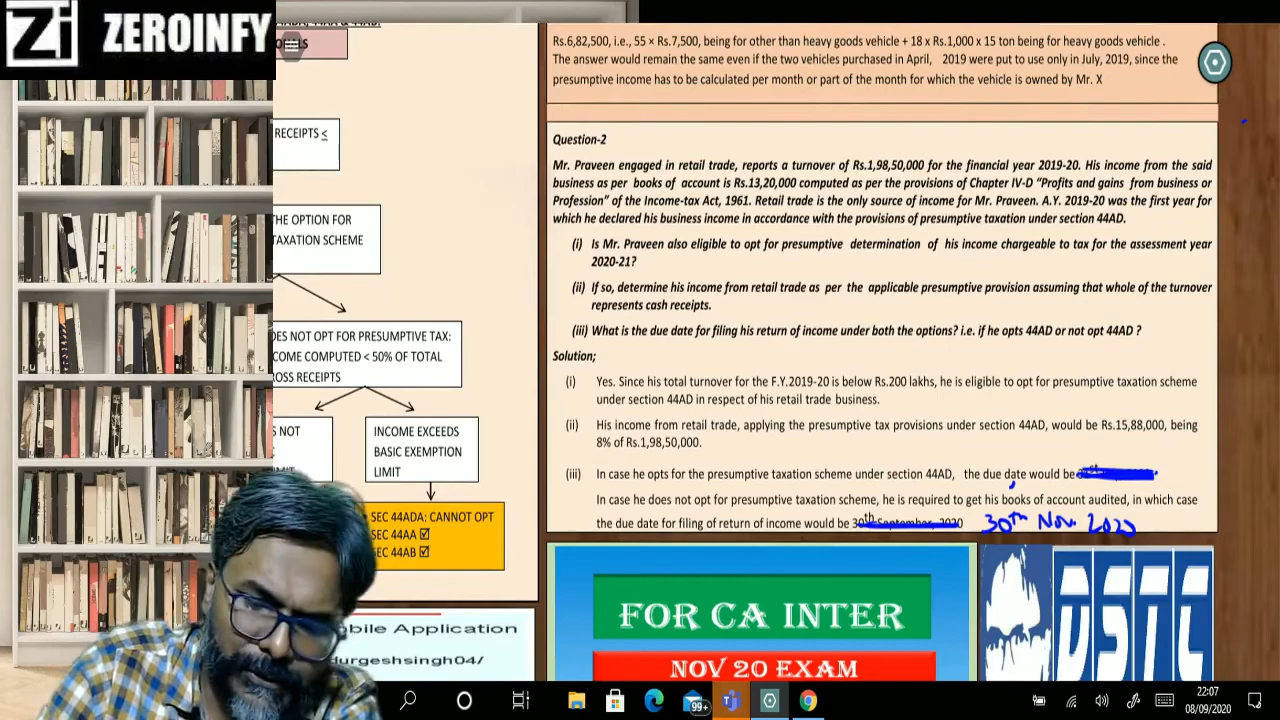 Zi ZEROINFY
Rs.6,82,500, i.e., 55 × Rs.7,500, being for other than heavy goods vehicle + 18 x Rs.1,000 x 15 ton being for heavy goods vehicle .
The answer would remain the same even if the two vehicles purchased in April, 2019 were put to use only in July, 2019, since the
presumptive income has to be calculated per month or part of the month for which the vehicle is owned by Mr. X
RECEIPTS <
THE OPTION FOR
TAXATION SCHEME
OES NOT OPT FOR PRESUMPTIVE TAX:
COME COMPUTED < 50% OF TOTAL
OSS RECEIPTS
S NOT
INCOME EXCEEDS
BASIC EXEMPTION
LIMIT
SEC 44ADA: CANNOT OPT
SEC 44AA ☑
SEC 44AB ☑
obile Application
durgeshsingh04/
Question-2
Mr. Praveen engaged in retail trade, reports a turnover of Rs.1,98,50,000 for the financial year 2019-20. His income from the said
business as per books of account is Rs.13,20,000 computed as per the provisions of Chapter IV-D "Profits and gains from business or
Profession" of the Income-tax Act, 1961. Retail trade is the only source of income for Mr. Praveen. A.Y. 2019-20 was the first year for
which he declared his business income in accordance with the provisions of presumptive taxation under section 44AD.
(i) Is Mr. Praveen also eligible to opt for presumptive determination of his income chargeable to tax for the assessment year
2020-21?
(ii) If so, determine his income from retail trade as per the applicable presumptive provision assuming that whole of the turnover
represents cash receipts.
(iii) What is the due date for filing his return of income under both the options? i.e. if he opts 44AD or not opt 44AD ?
Solution;
(i) Yes. Since his total turnover for the F.Y.2019-20 is below Rs.200 lakhs, he is eligible to opt for presumptive taxation scheme
under section 44AD in respect of his retail trade business.
(ii) His income from retail trade, applying the presumptive tax provisions under section 44AD, would be Rs.15,88,000, being
8% of Rs.1,98,50,000.
(iii) In case he opts for the presumptive taxation scheme under section 44AD, the due date would be
In case he does not opt for presumptive taxation scheme, he is required to get his books of account audited, in which case
the due date for filing of return of income would be 30th September, 2020 30th Nov. 2020
FOR CA INTER
NOV 20 EXAM
DSTC
99+
22:07
08/09/2020